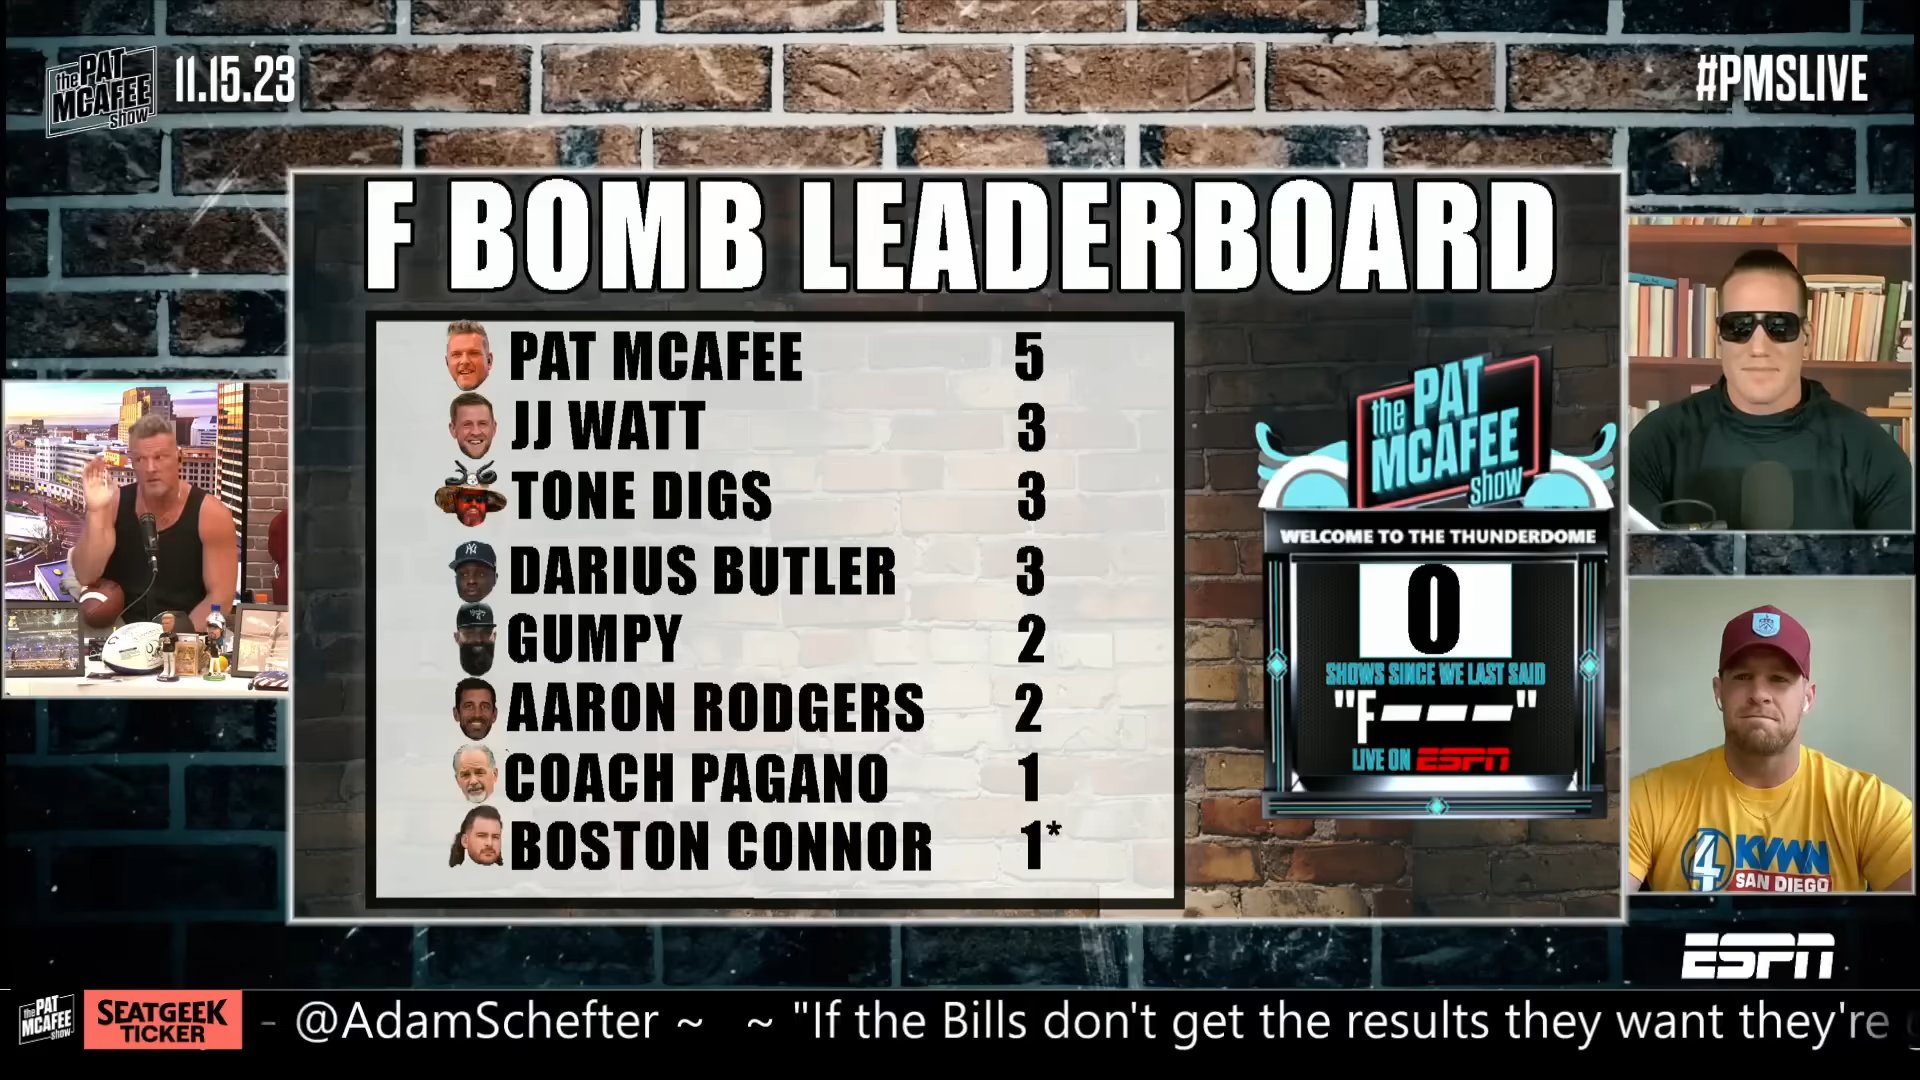 the PAT MCAFEE show
11.15.23
#PMSLIVE
F BOMB LEADERBOARD
PAT MCAFEE 5
JJ WATT 3
TONE DIGS 3
DARIUS BUTLER 3
GUMPY 2
AARON RODGERS 2
COACH PAGANO 1
BOSTON CONNOR 1*
the PAT
MCAFEE
show
WELCOME TO THE THUNDERDOME
0
SHOWS SINCE WE LAST SAID
"F---"
LIVE ON ESPN
4 KVWN
SAN DIEGO
ESPN
the PAT MCAFEE show
SEATGEEK
TICKER
- @AdamSchefter ~ ~ "If the Bills don't get the results they want they're